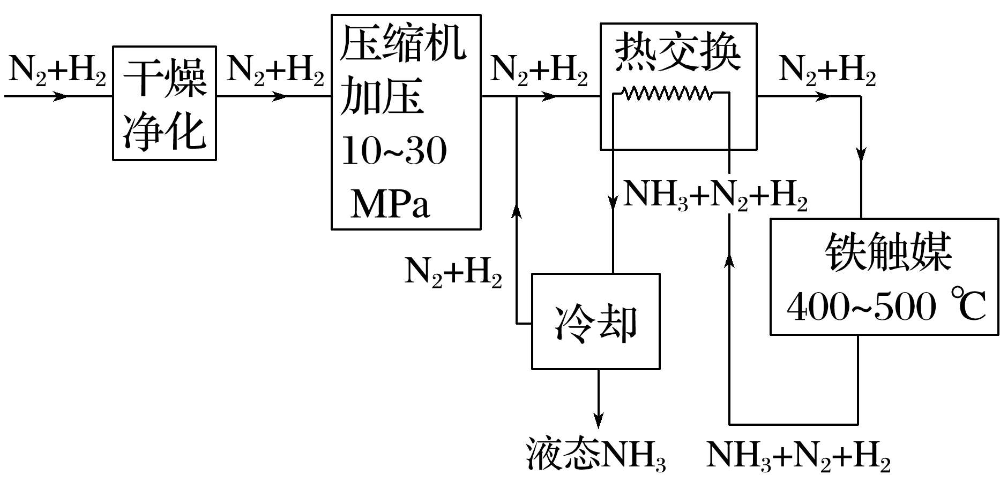 N₂+H₂
干燥
净化
N₂+H₂
压缩机
加压
10~30
MPa
N₂+H₂
热交换
N₂+H₂
NH₃+N₂+H₂
铁触媒
400~500 ℃
N₂+H₂
冷却
液态NH₃
NH₃+N₂+H₂